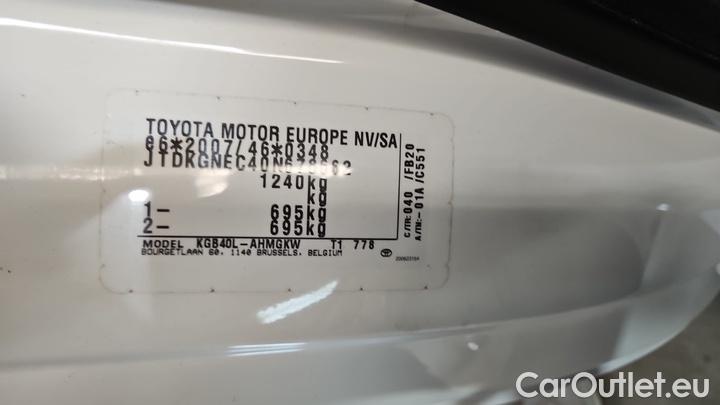 TOYOTA MOTOR EUROPE NV/SA
e6*2007/46*0348
1240kg
kg
1- 695kg
2- 695kg
MODEL KGB40L-AHMGKW T1 778
BOURGETLAAN 60, 1140 BRUSSELS, BELGIUM
C/TR:040 /FB20
A/TM:-01A /C551
CarOutlet.eu